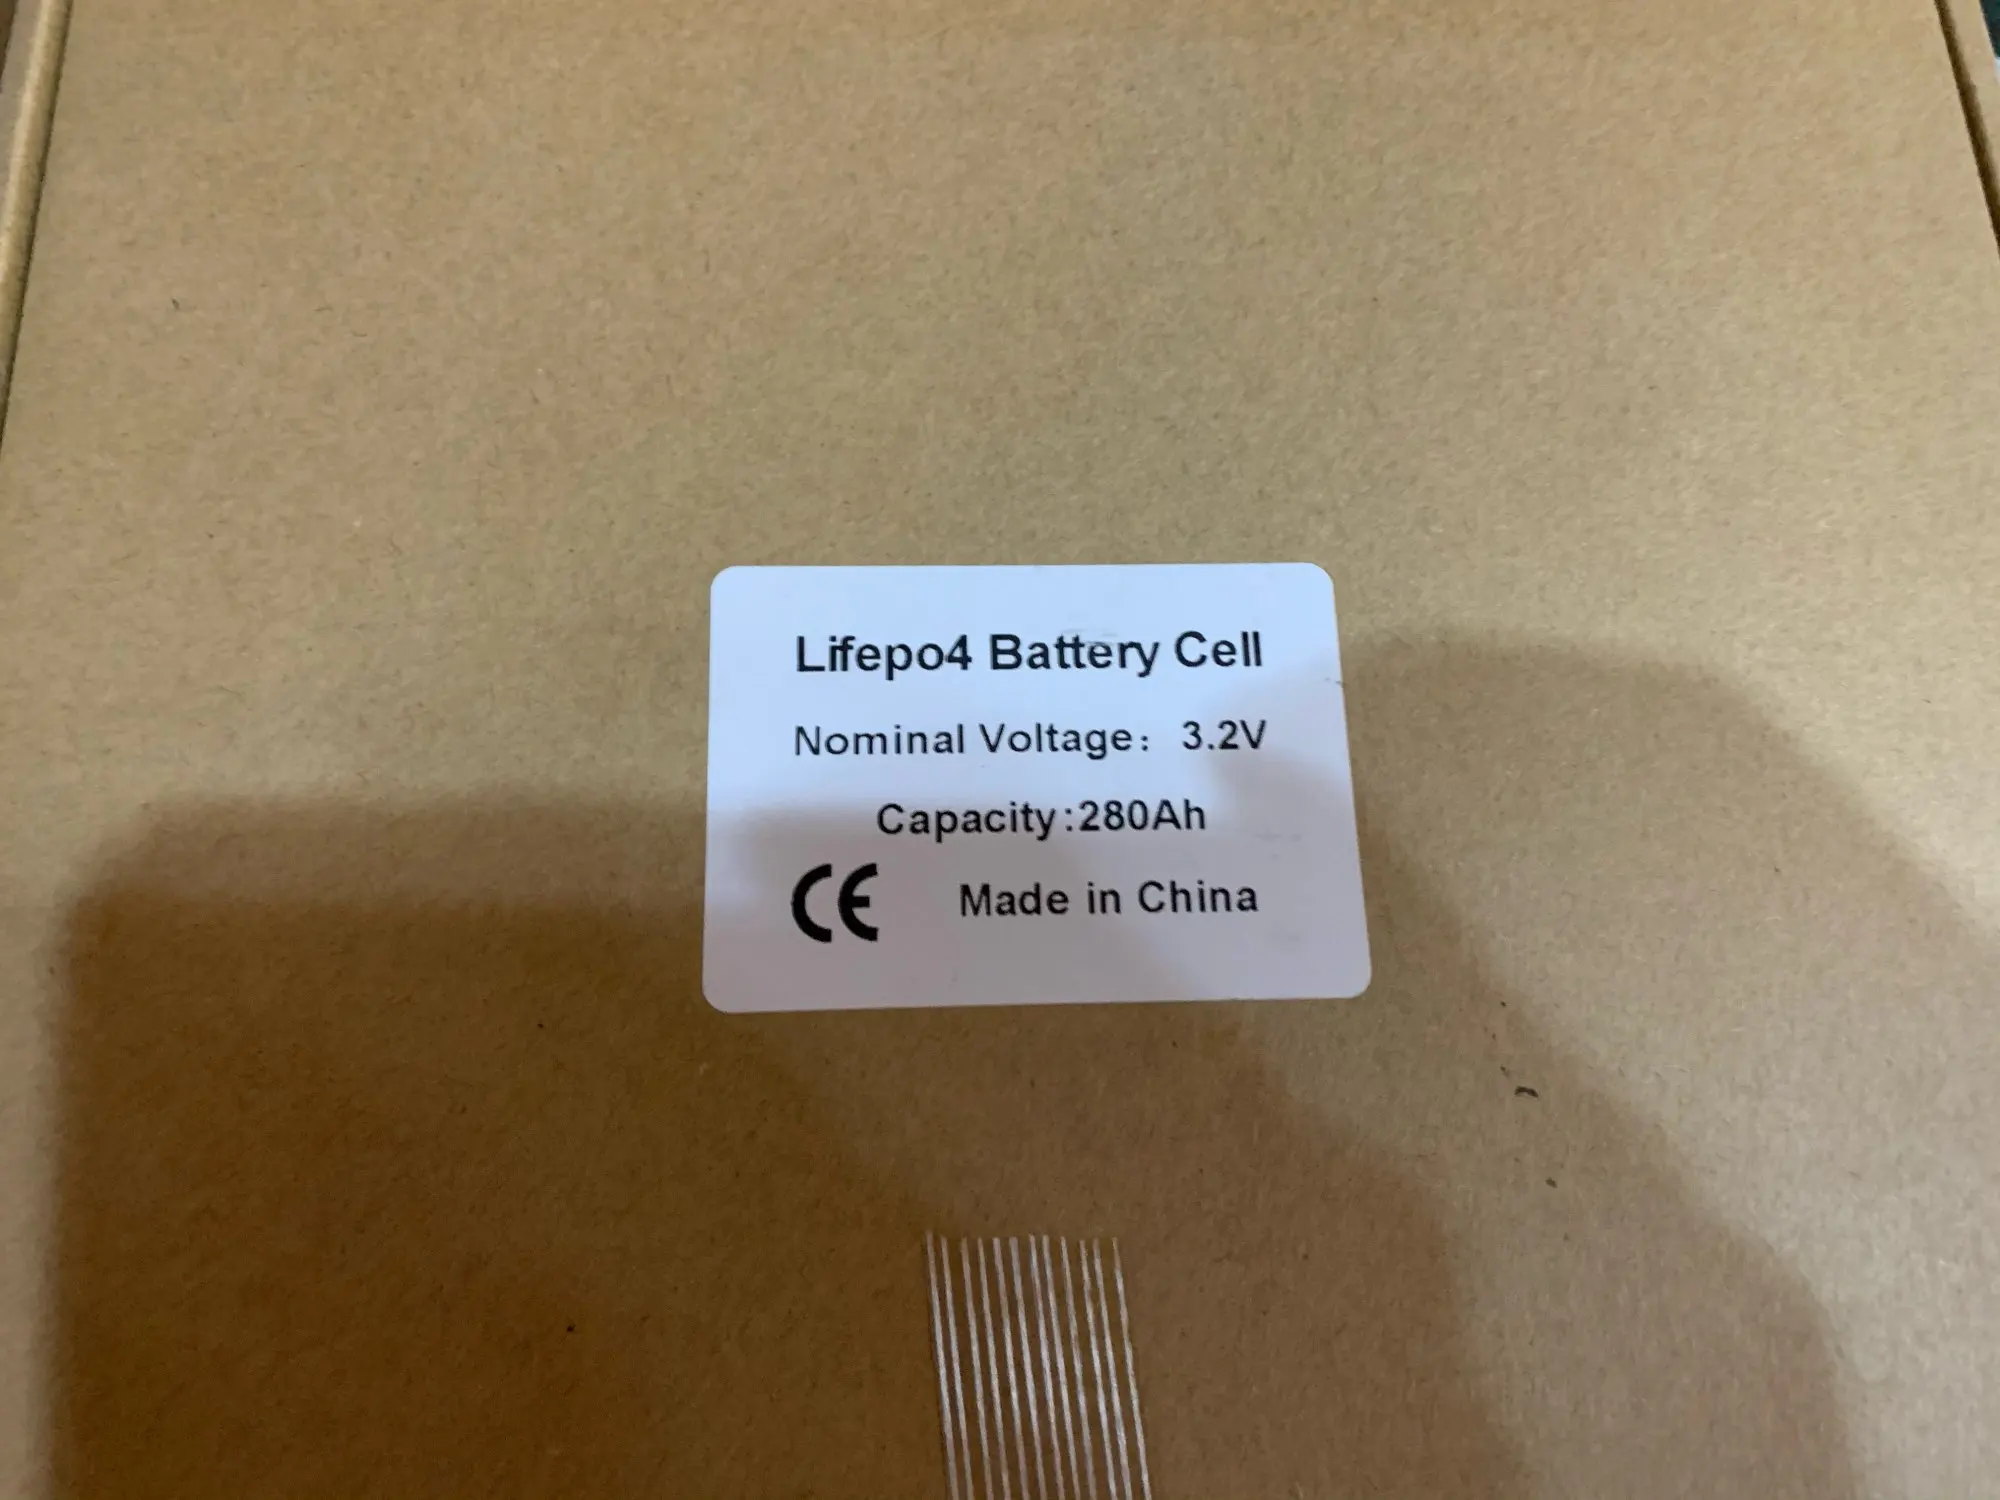 Lifepo4 Battery Cell
Nominal Voltage: 3.2V
Capacity:280Ah
CE Made in China